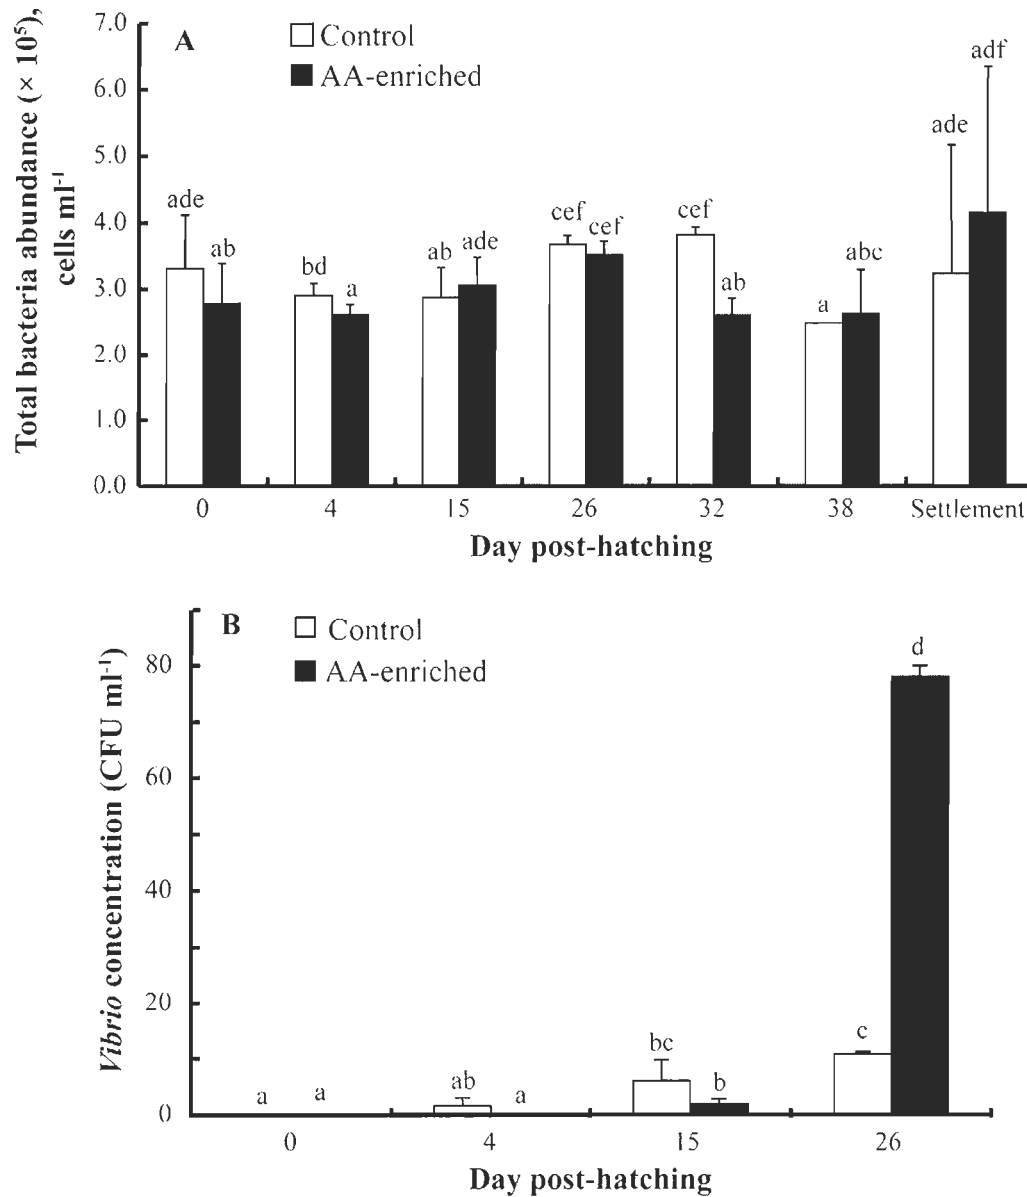 Total bacteria abundance (× 10⁵),
cells ml⁻¹
7.0
6.0
5.0
4.0
3.0
2.0
1.0
0.0
A
Control
AA-enriched
ade
ab
bd
a
ab
ade
cef
cef
cef
ab
a
abc
ade
adf
0
4
15
26
32
38
Settlement
Day post-hatching
Vibrio concentration (CFU ml⁻¹)
80
60
40
20
0
B
Control
AA-enriched
a
a
ab
a
bc
b
c
d
0
4
15
26
Day post-hatching